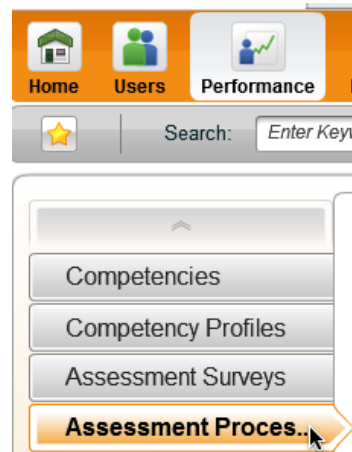 Home Users Performance
Search: Enter Keyw
Competencies
Competency Profiles
Assessment Surveys
Assessment Proces..